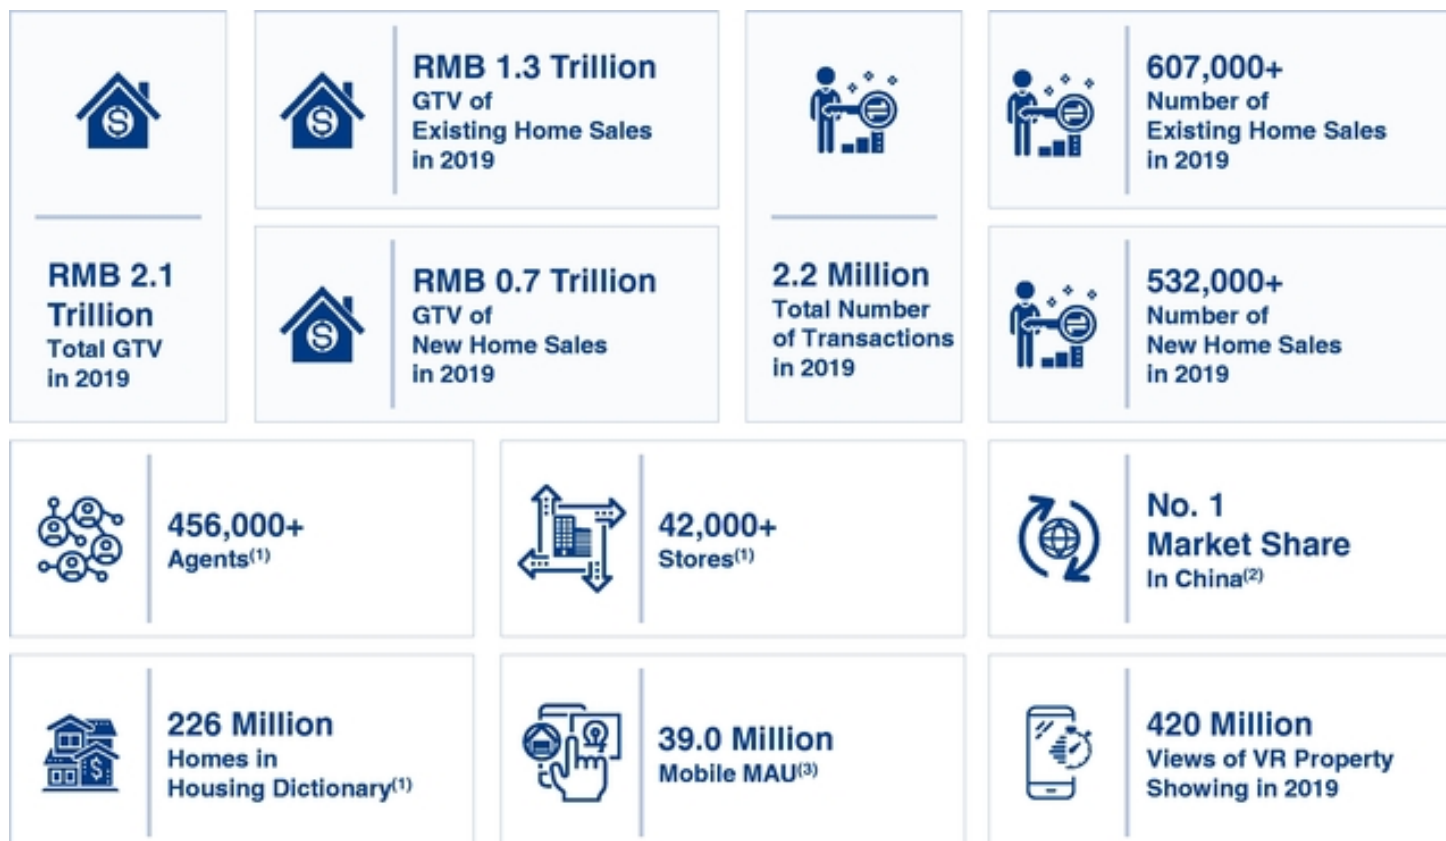 RMB 2.1
Trillion
Total GTV
in 2019
RMB 1.3 Trillion
GTV of
Existing Home Sales
in 2019
RMB 0.7 Trillion
GTV of
New Home Sales
in 2019
2.2 Million
Total Number
of Transactions
in 2019
607,000+
Number of
Existing Home Sales
in 2019
532,000+
Number of
New Home Sales
in 2019
456,000+
Agents(1)
42,000+
Stores(1)
No. 1
Market Share
In China(2)
226 Million
Homes in
Housing Dictionary(1)
39.0 Million
Mobile MAU(3)
420 Million
Views of VR Property
Showing in 2019